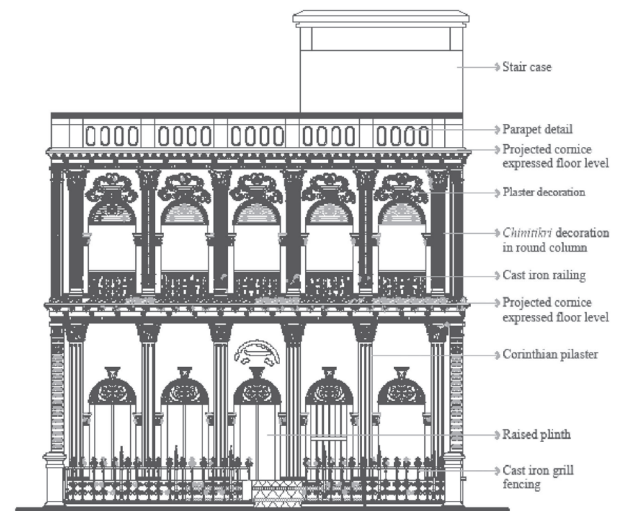 Stair case
Parapet detail
Projected cornice
expressed floor level
Plaster decoration
Chinitikri decoration
in round column
Cast iron railing
Projected cornice
expressed floor level
Corinthian pilaster
Raised plinth
Cast iron grill
fencing